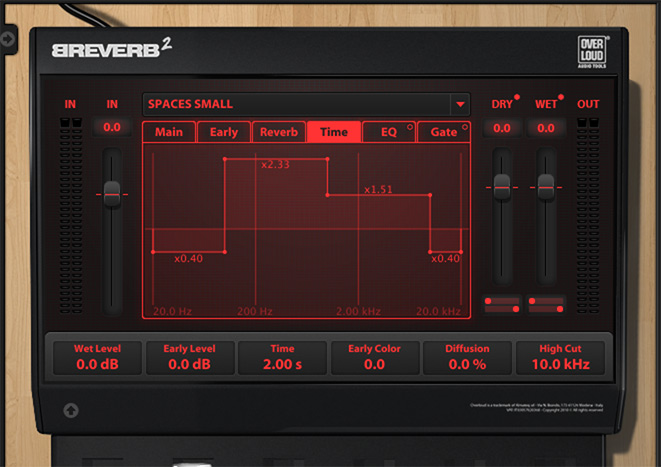 BREVERB2
OVER
LOUD
AUDIO TOOLS
IN IN SPACES SMALL DRY WET OUT
0.0 0.0 0.0
Main Early Reverb Time EQ Gate
x2.33
x1.51
x0.40 x0.40
20.0 Hz 200 Hz 2.00 kHz 20.0 kHz
Wet Level Early Level Time Early Color Diffusion High Cut
0.0 dB 0.0 dB 2.00 s 0.0 0.0 % 10.0 kHz